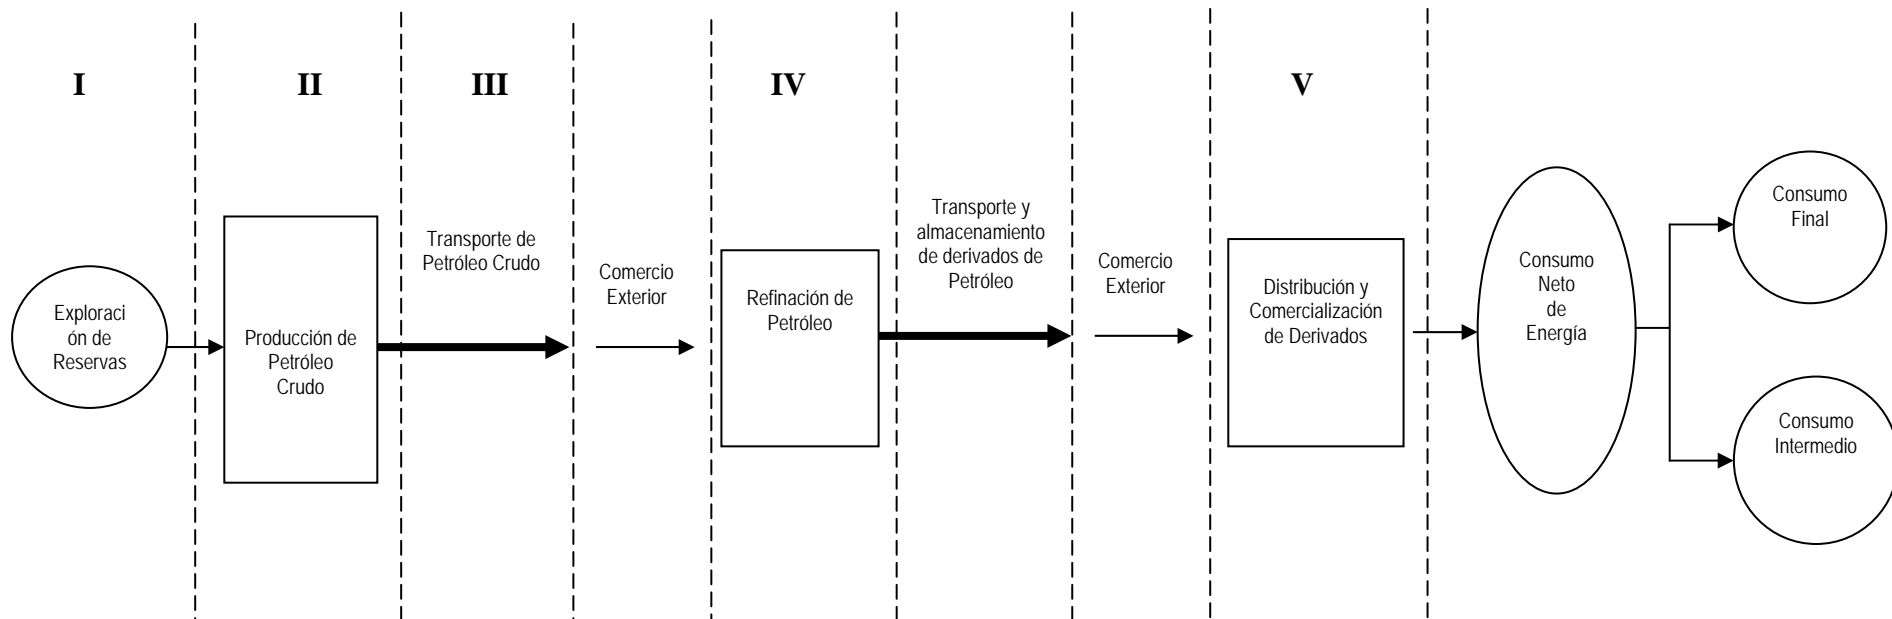 I
II
III
IV
V
Exploraci
ón de
Reservas
Producción de
Petróleo
Crudo
Transporte de
Petróleo Crudo
Comercio
Exterior
Refinación de
Petróleo
Transporte y
almacenamiento
de derivados de
Petróleo
Comercio
Exterior
Distribución y
Comercialización
de Derivados
Consumo
Neto
de
Energía
Consumo
Final
Consumo
Intermedio